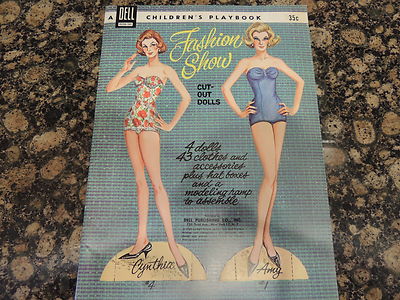 A DELL CHILDREN'S PLAYBOOK 35c
Fashion
Show
CUT-
OUT
DOLLS
4 dolls
43 clothes and
accessories
plus hat boxes
and a
modeling ramp
to assemble
DELL PUBLISHING CO., INC.
Cynthia
Amy